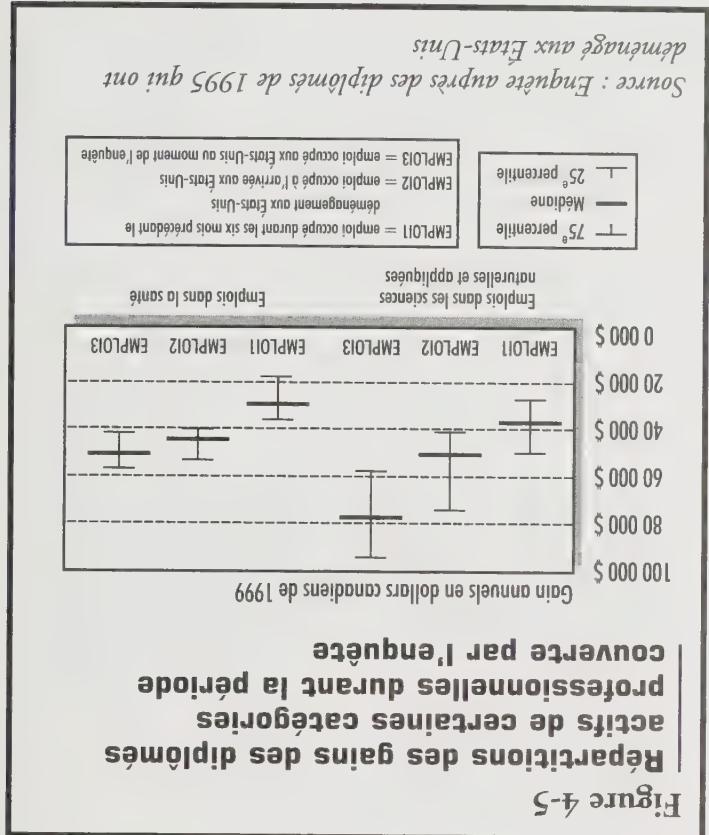 Figure 4-5
Répartitions des gains des diplômés
actifs de certaines catégories
professionnelles durant la période
couverte par l'enquête
Gain annuels en dollars canadiens de 1999
100 000 $
80 000 $
60 000 $
40 000 $
20 000 $
0 000 $
EMPLOI1 EMPLOI2 EMPLOI3 EMPLOI1 EMPLOI2 EMPLOI3
Emplois dans les sciences
naturelles et appliquées
Emplois dans la santé
75e percentile
Médiane
25e percentile
EMPLOI1 = emploi occupé durant les six mois précédant le
déménagement aux États-Unis
EMPLOI2 = emploi occupé à l'arrivée aux États-Unis
EMPLOI3 = emploi occupé aux États-Unis au moment de l'enquête
Source : Enquête auprès des diplômés de 1995 qui ont
déménagé aux États-Unis